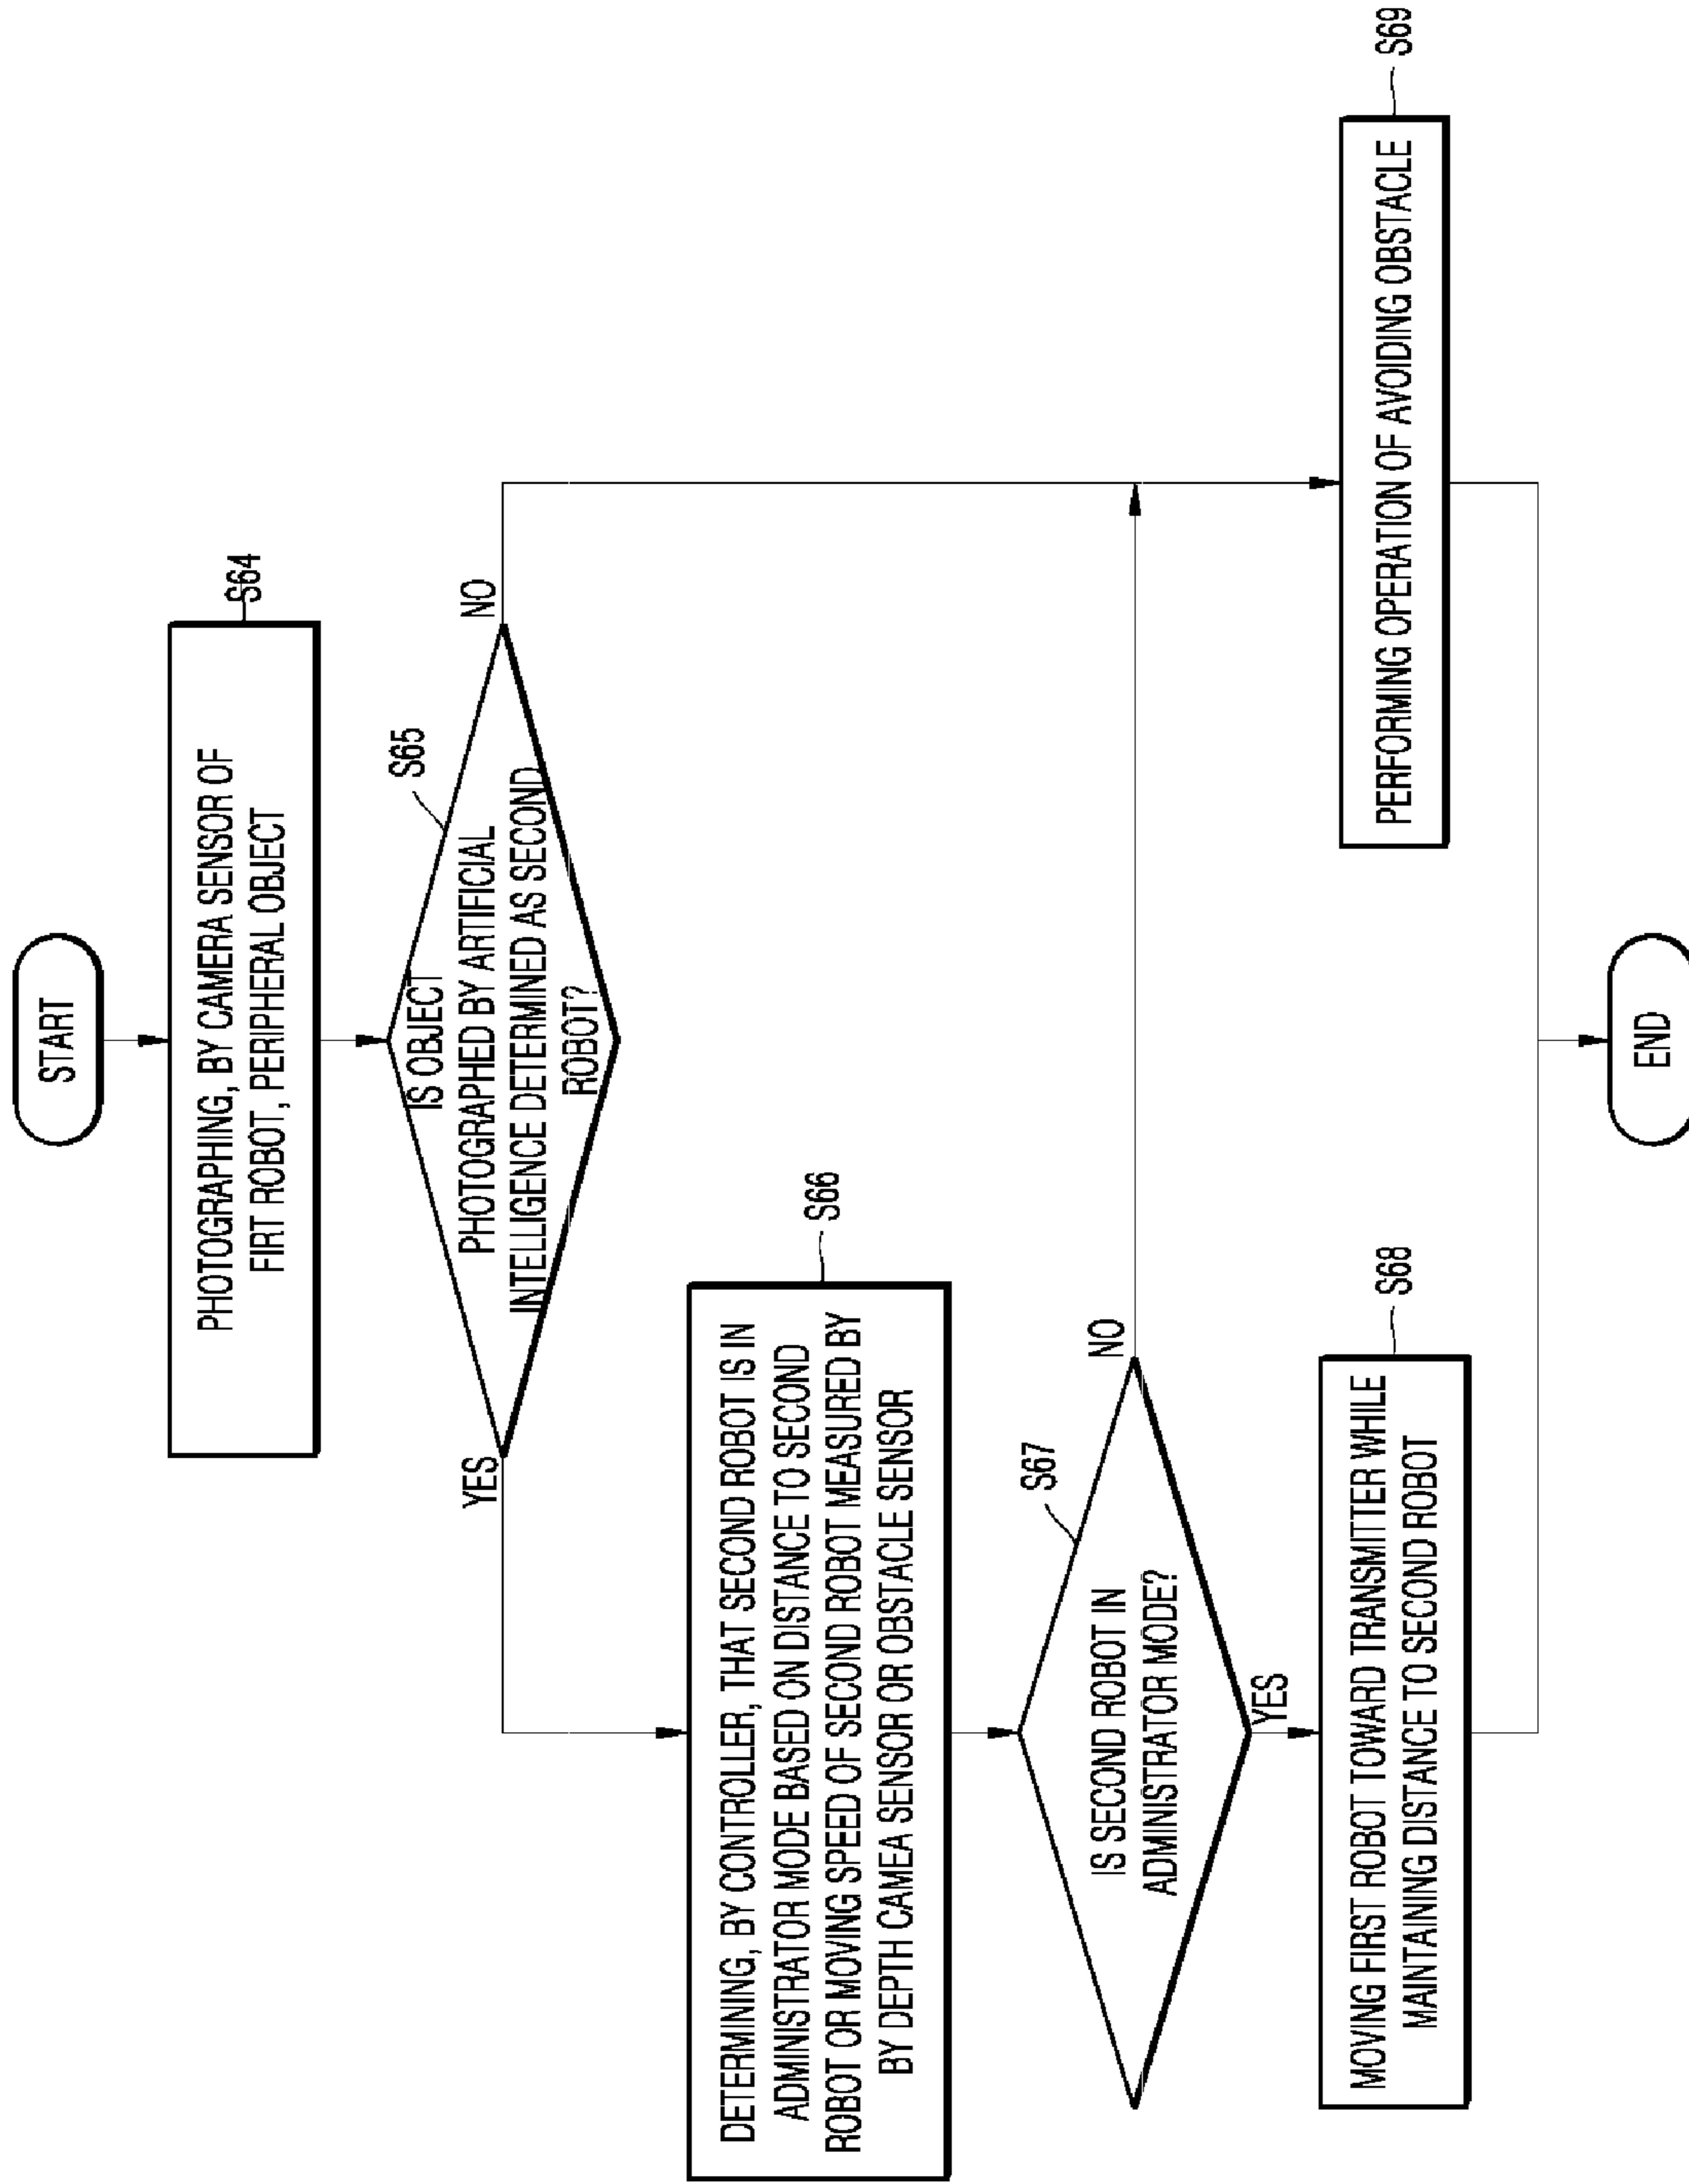 START
PHOTOGRAPHING, BY CAMERA SENSOR OF
FIRT ROBOT, PERIPHERAL OBJECT
S64
IS OBJECT
PHOTOGRAPHED BY ARTIFICIAL
INTELLIGENCE DETERMINED AS SECOND
ROBOT?
S65
YES
NO
DETERMINING, BY CONTROLLER, THAT SECOND ROBOT IS IN
ADMINISTRATOR MODE BASED ON DISTANCE TO SECOND
ROBOT OR MOVING SPEED OF SECOND ROBOT MEASURED BY
BY DEPTH CAMEA SENSOR OR OBSTACLE SENSOR
S66
IS SECOND ROBOT IN
ADMINISTRATOR MODE?
S67
NO
YES
MOVING FIRST ROBOT TOWARD TRANSMITTER WHILE
MAINTAINING DISTANCE TO SECOND ROBOT
S68
PERFORMING OPERATION OF AVOIDING OBSTACLE
S69
END